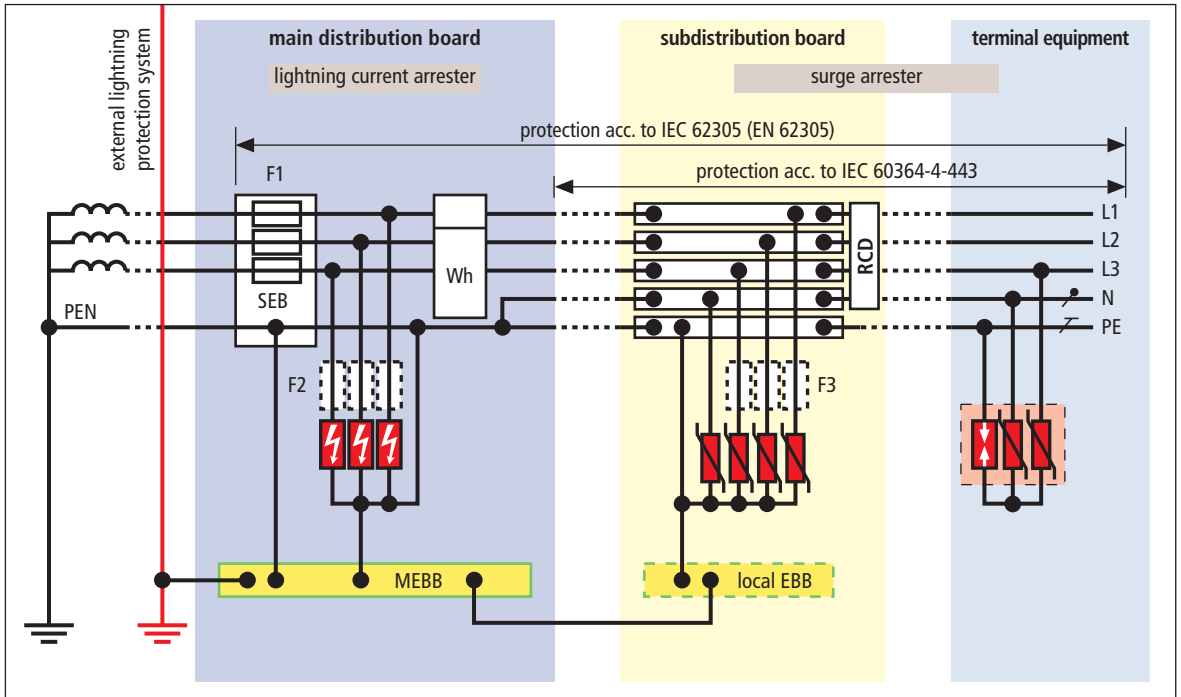 external lightning
protection system
main distribution board
subdistribution board
terminal equipment
lightning current arrester
surge arrester
protection acc. to IEC 62305 (EN 62305)
protection acc. to IEC 60364-4-443
F1
L1
L2
L3
N
PE
Wh
RCD
SEB
PEN
F2
F3
MEBB
local EBB